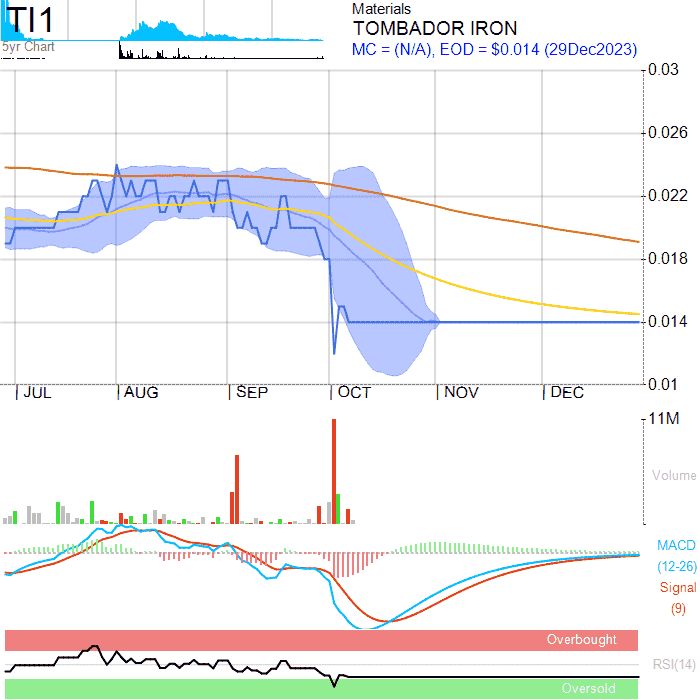 TI1
5yr Chart
Materials
TOMBADOR IRON
MC = (N/A), EOD = $0.014 (29Dec2023)
0.03
0.026
0.022
0.018
0.014
0.01
JUL AUG SEP OCT NOV DEC
11M
Volume
MACD
(12-26)
Signal
(9)
Overbought
RSI(14)
Oversold